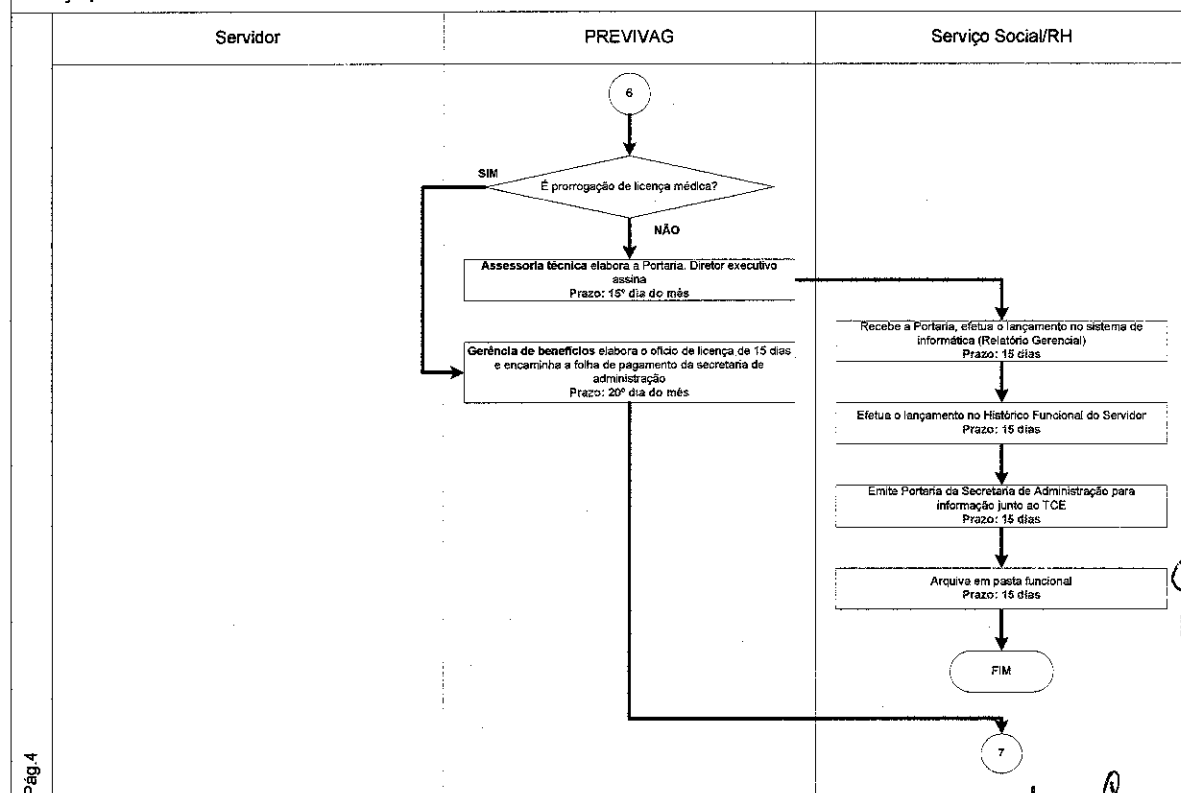 Servidor
PREVIVAG
Serviço Social/RH
6
É prorrogação de licença médica?
SIM
NÃO
Assessoria técnica elabora a Portaria. Diretor executivo
assina
Prazo: 15º dia do mês
Recebe a Portaria, efetua o lançamento no sistema de
informática (Relatório Gerencial)
Prazo: 15 dias
Gerência de benefícios elabora o oficio de licença de 15 dias
e encaminha a folha de pagamento da secretaria de
administração
Prazo: 20º dia do mês
Efetua o lançamento no Histórico Funcional do Servidor
Prazo: 15 dias
Emite Portaria da Secretaria de Administração para
informação junto ao TCE
Prazo: 15 dias
Arquiva em pasta funcional
Prazo: 15 dias
FIM
7
Pág.4